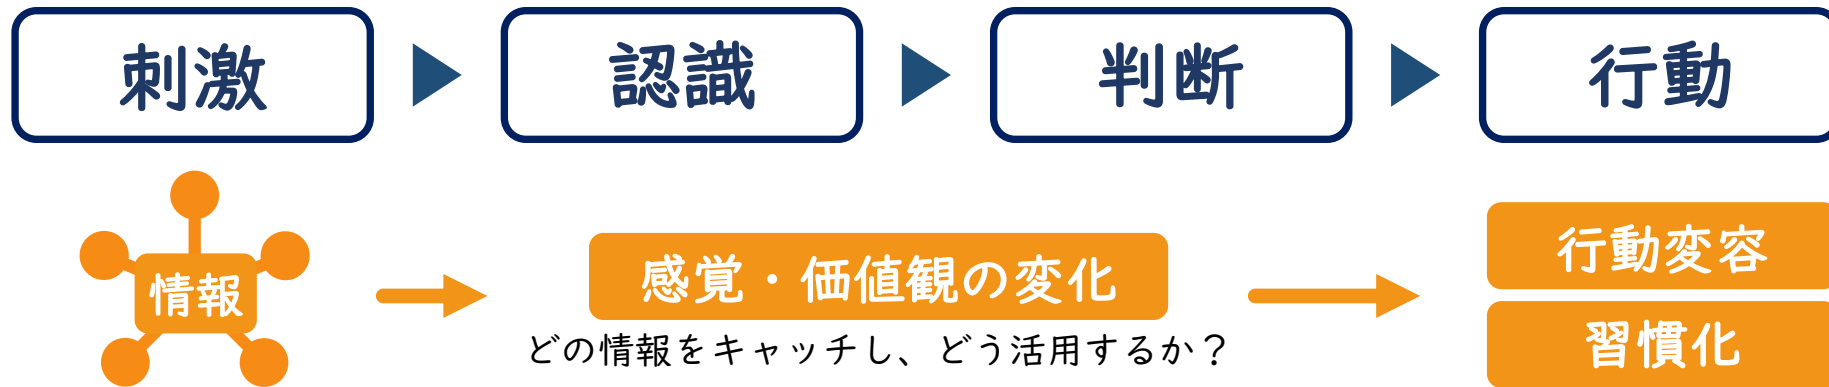 刺激
認識
判断
行動
情報
感覚・価値観の変化
どの情報をキャッチし、どう活用するか？
行動変容
習慣化